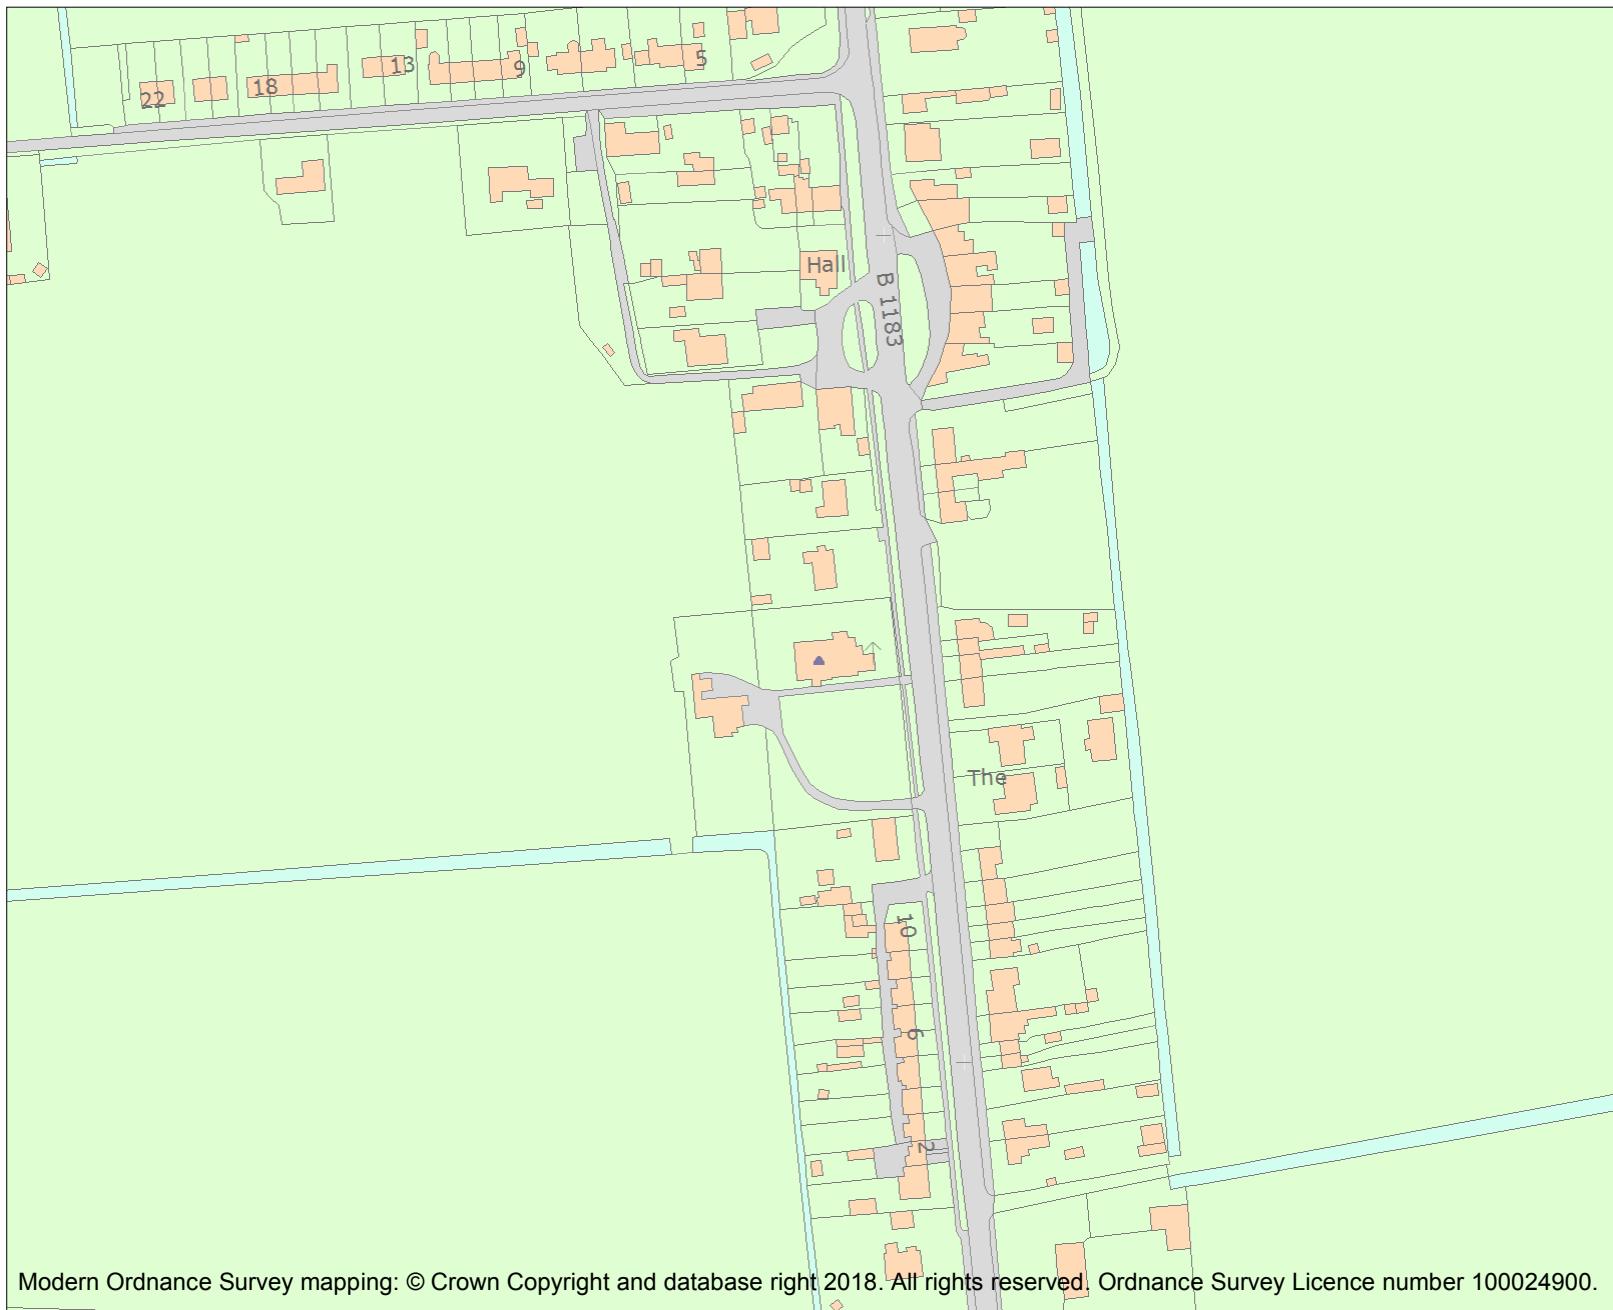 5
9
13
18
22
Hall
B 1183
The
10
6
2
Modern Ordnance Survey mapping: © Crown Copyright and database right 2018. All rights reserved. Ordnance Survey Licence number 100024900.